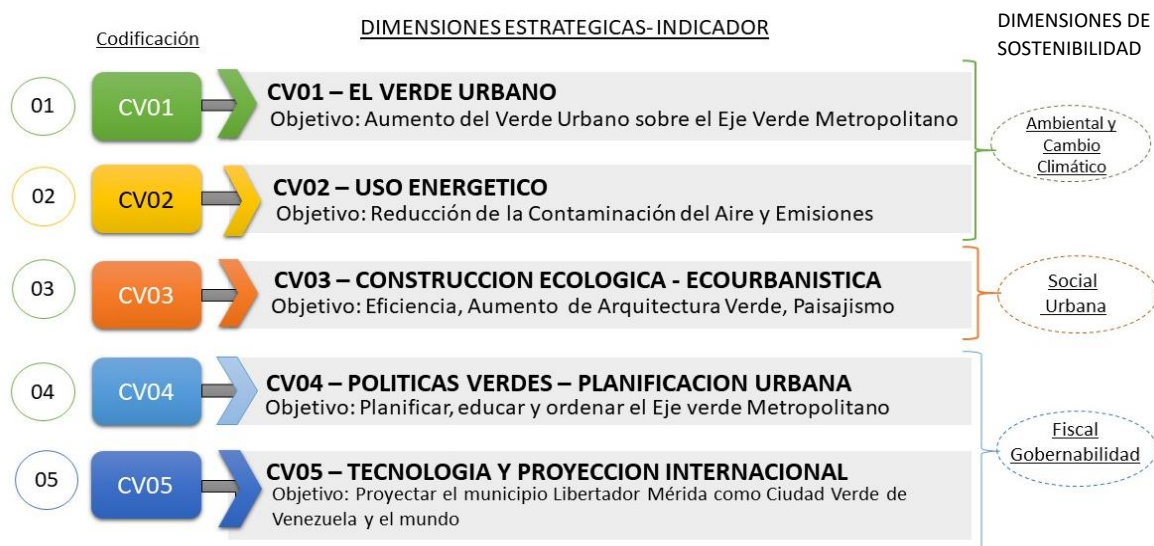 Codificación
DIMENSIONES ESTRATEGICAS- INDICADOR
DIMENSIONES DE
SOSTENIBILIDAD
01
CV01
CV01 – EL VERDE URBANO
Objetivo: Aumento del Verde Urbano sobre el Eje Verde Metropolitano
02
CV02
CV02 – USO ENERGETICO
Objetivo: Reducción de la Contaminación del Aire y Emisiones
Ambiental y
Cambio
Climático
03
CV03
CV03 – CONSTRUCCION ECOLOGICA - ECOURBANISTICA
Objetivo: Eficiencia, Aumento de Arquitectura Verde, Paisajismo
Social
Urbana
04
CV04
CV04 – POLITICAS VERDES – PLANIFICACION URBANA
Objetivo: Planificar, educar y ordenar el Eje verde Metropolitano
05
CV05
CV05 – TECNOLOGIA Y PROYECCION INTERNACIONAL
Objetivo: Proyectar el municipio Libertador Mérida como Ciudad Verde de
Venezuela y el mundo
Fiscal
Gobernabilidad